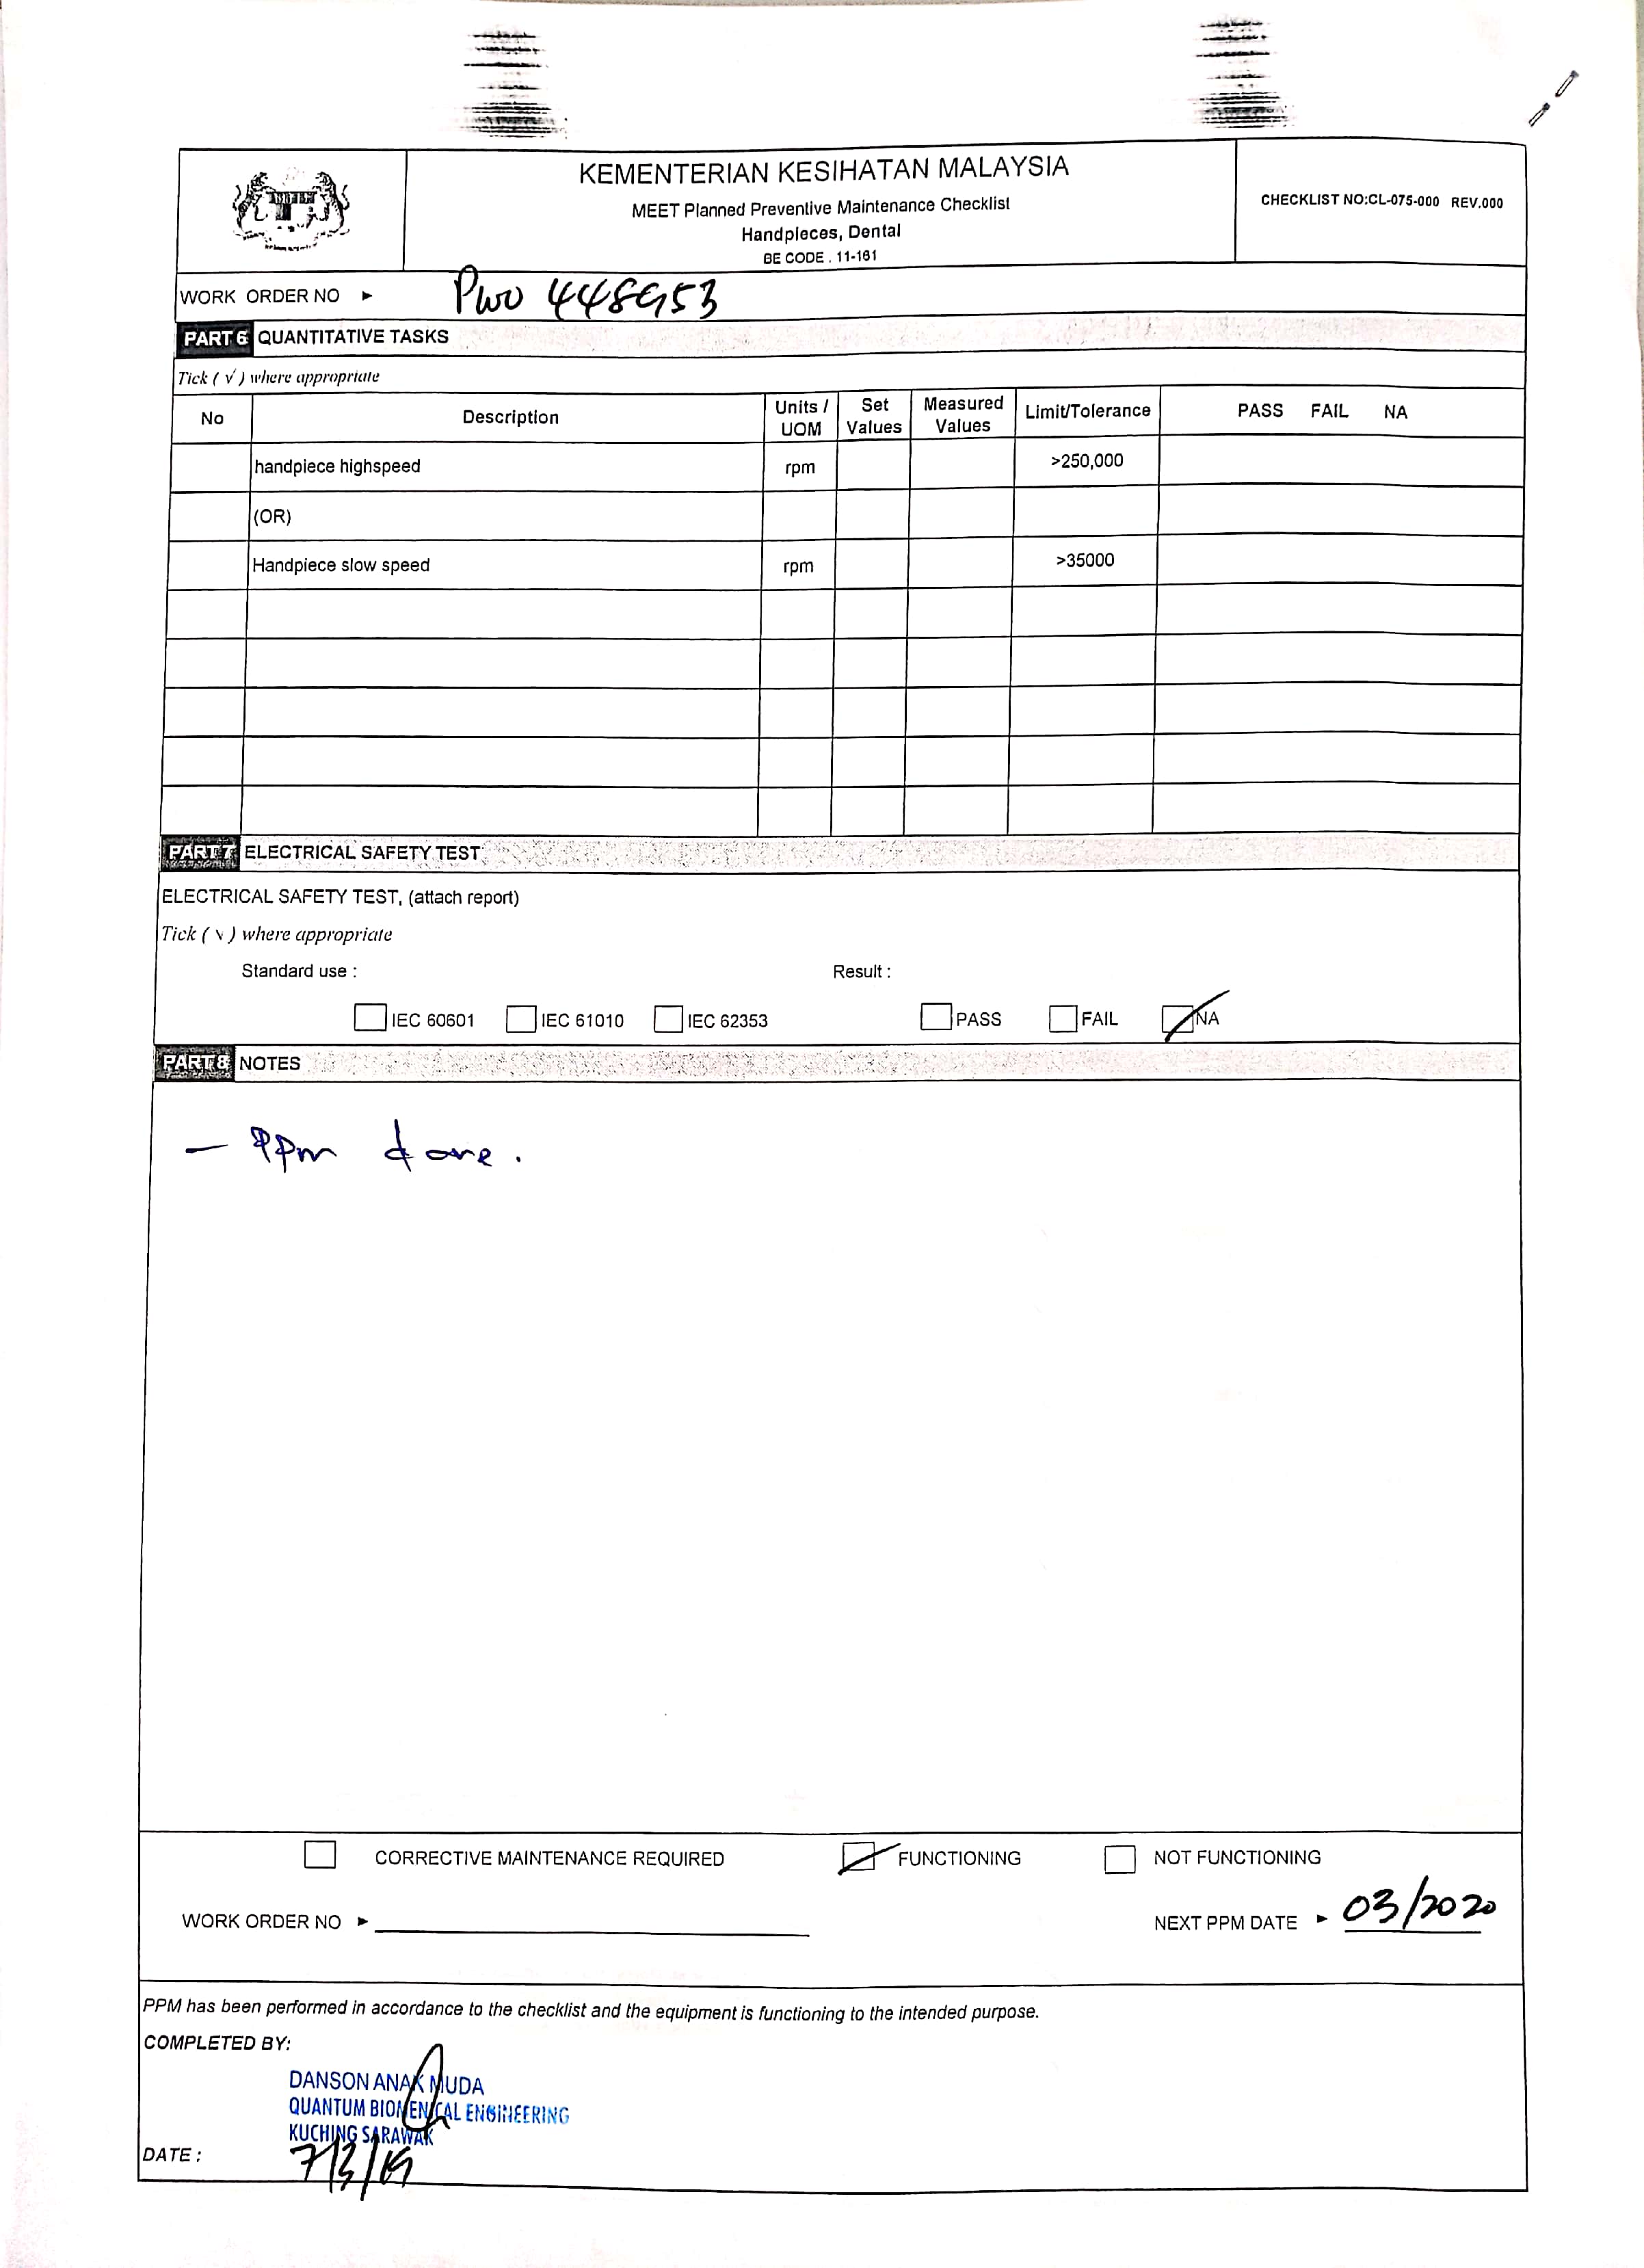 KEMENTERIAN KESIHATAN MALAYSIA
MEET Planned Preventive Maintenance Checklist
Handpieces, Dental
BE CODE . 11-161
CHECKLIST NO:CL-075-000 REV.000
WORK ORDER NO ► PWO 448953
PART 6 QUANTITATIVE TASKS
Tick ( √ ) where appropriate
No Description Units / UOM Set Values Measured Values Limit/Tolerance PASS FAIL NA
handpiece highspeed rpm >250,000
(OR)
Handpiece slow speed rpm >35000
PART 7 ELECTRICAL SAFETY TEST
ELECTRICAL SAFETY TEST, (attach report)
Tick ( √ ) where appropriate
Standard use : Result :
IEC 60601 IEC 61010 IEC 62353 PASS FAIL NA
PART 8 NOTES
— PPm done.
CORRECTIVE MAINTENANCE REQUIRED FUNCTIONING NOT FUNCTIONING
WORK ORDER NO ► NEXT PPM DATE ► 03/2020
PPM has been performed in accordance to the checklist and the equipment is functioning to the intended purpose.
COMPLETED BY:
DANSON ANAK MUDA
QUANTUM BIOMEDICAL ENGINEERING
KUCHING SARAWAK
DATE : 7/3/19